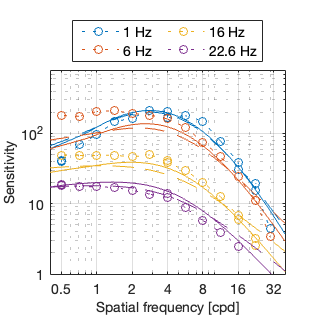 1 Hz 16 Hz
6 Hz 22.6 Hz
10²
10
1
Sensitivity
0.5 1 2 4 8 16 32
Spatial frequency [cpd]